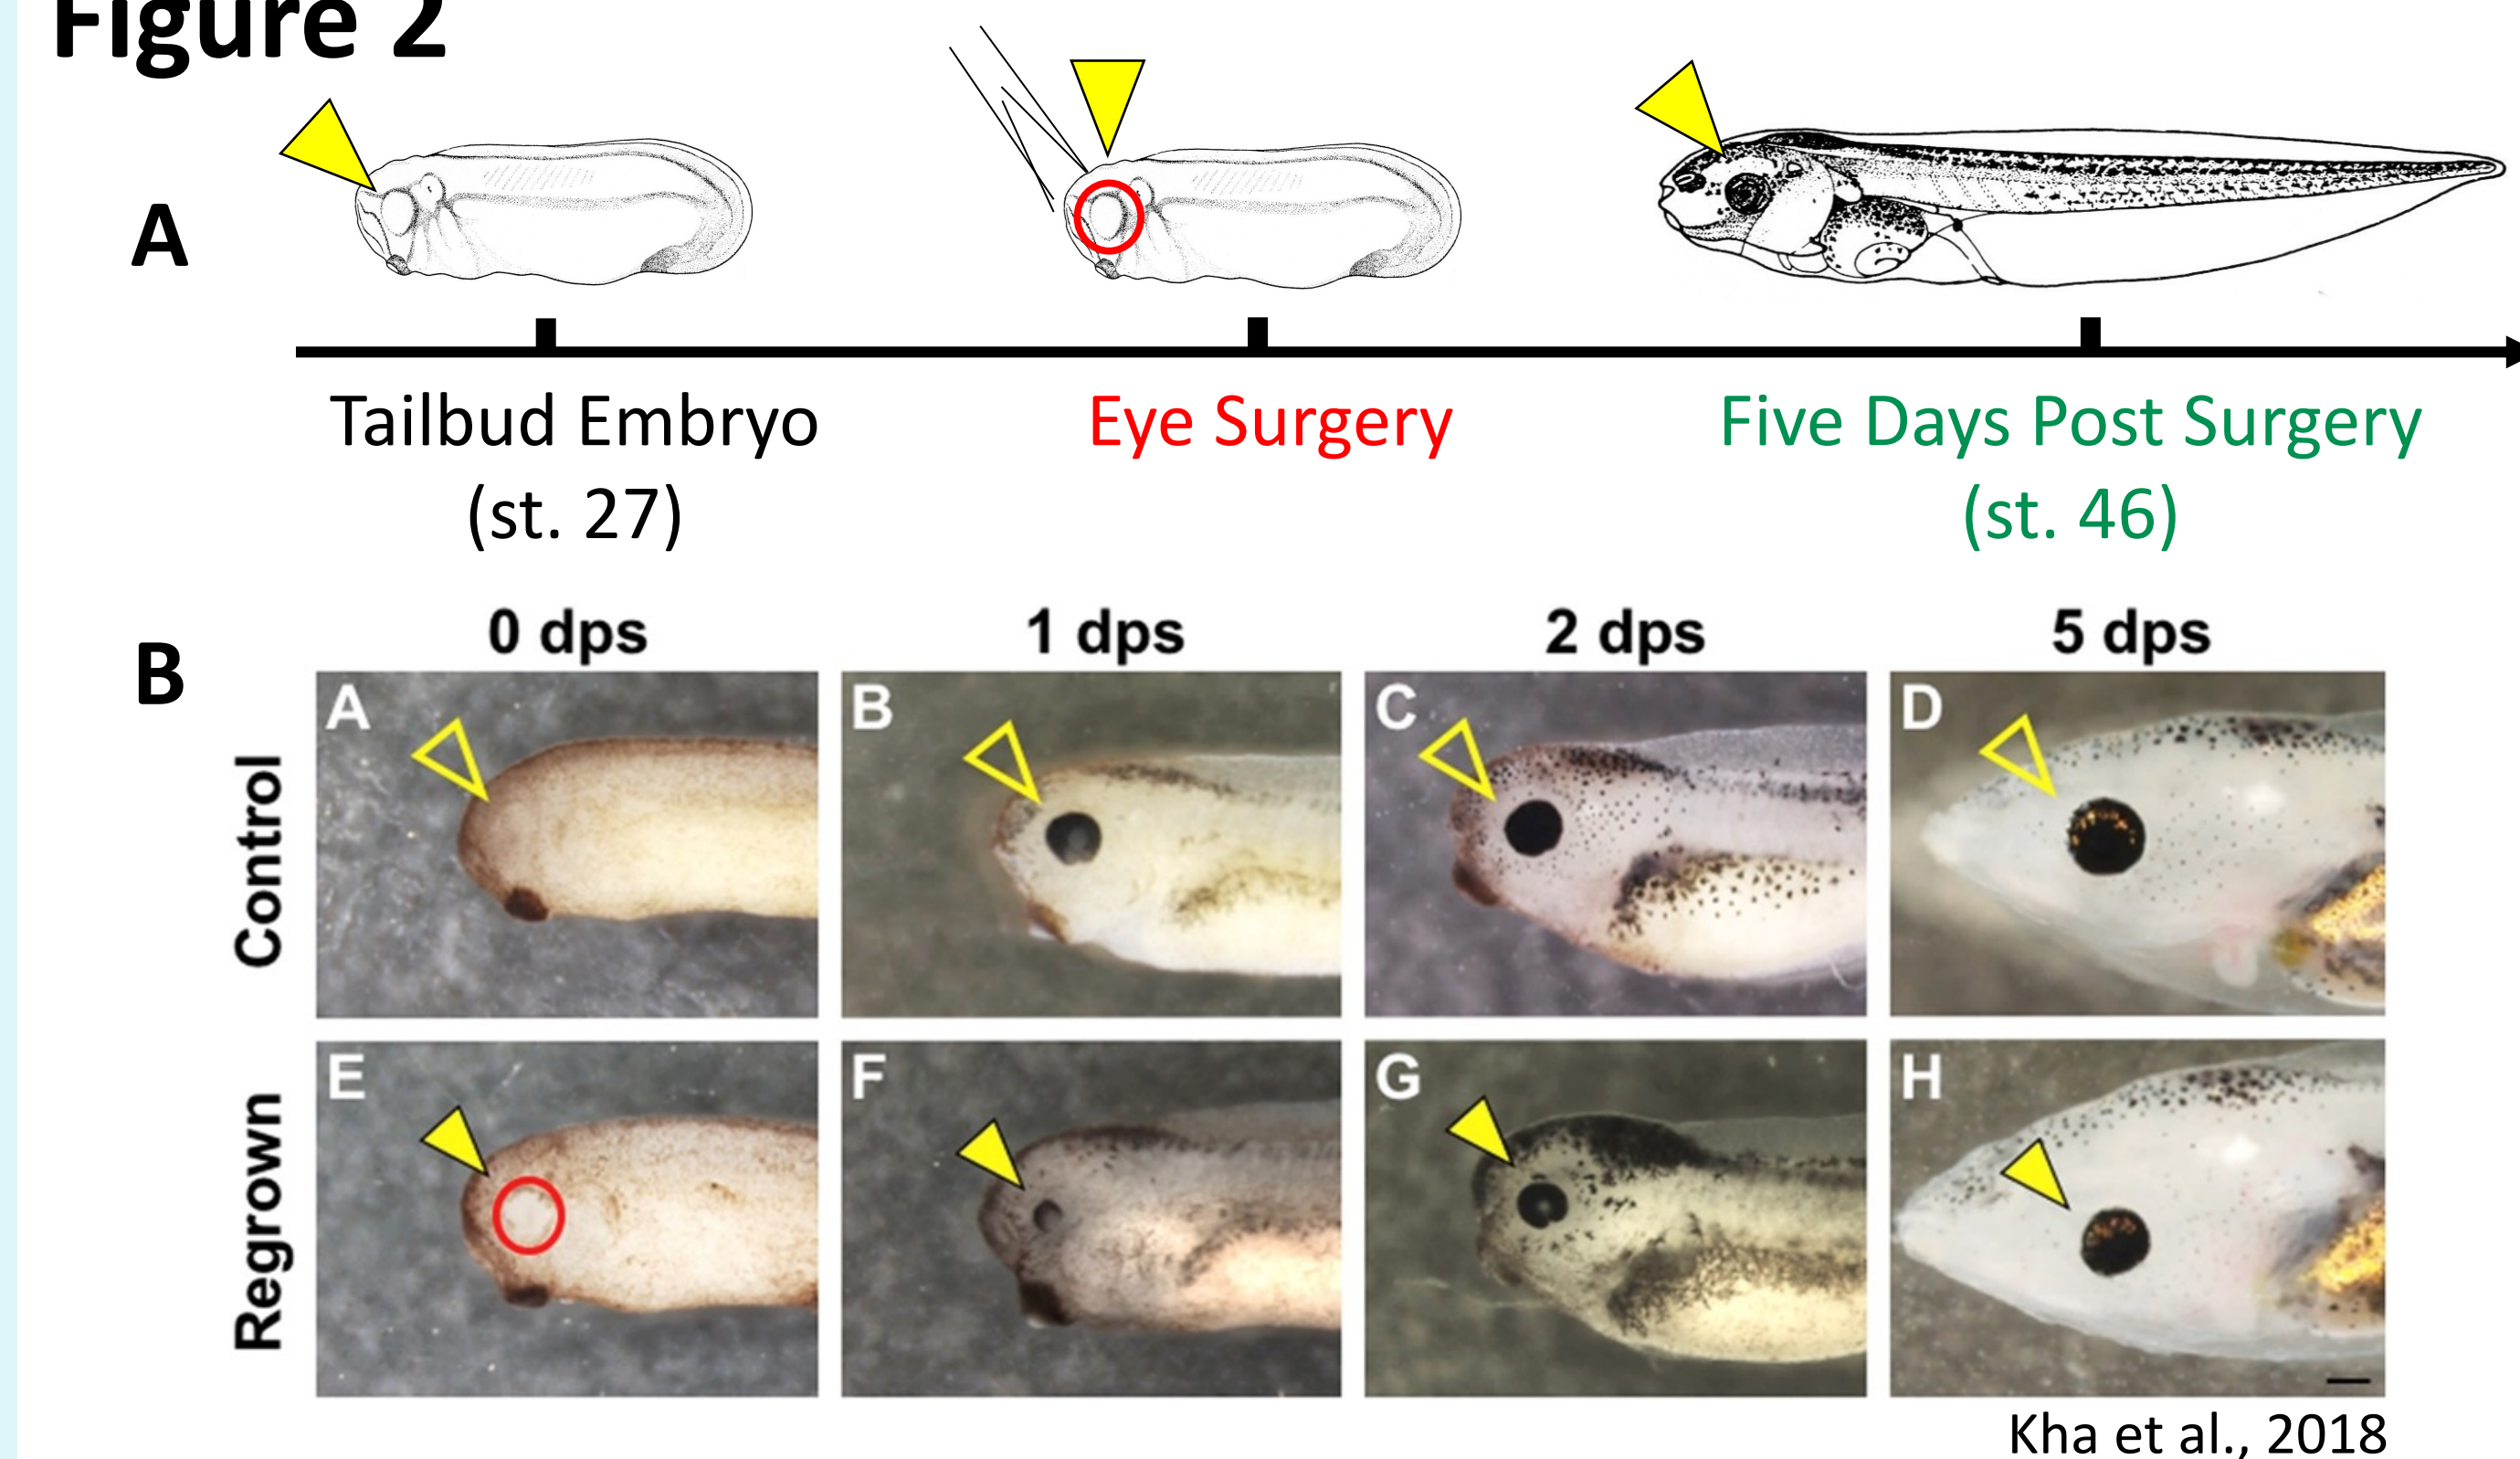 Figure 2
A
Tailbud Embryo
(st. 27)
Eye Surgery
Five Days Post Surgery
(st. 46)
B
0 dps
1 dps
2 dps
5 dps
Control
A
B
C
D
Regrown
E
F
G
H
Kha et al., 2018